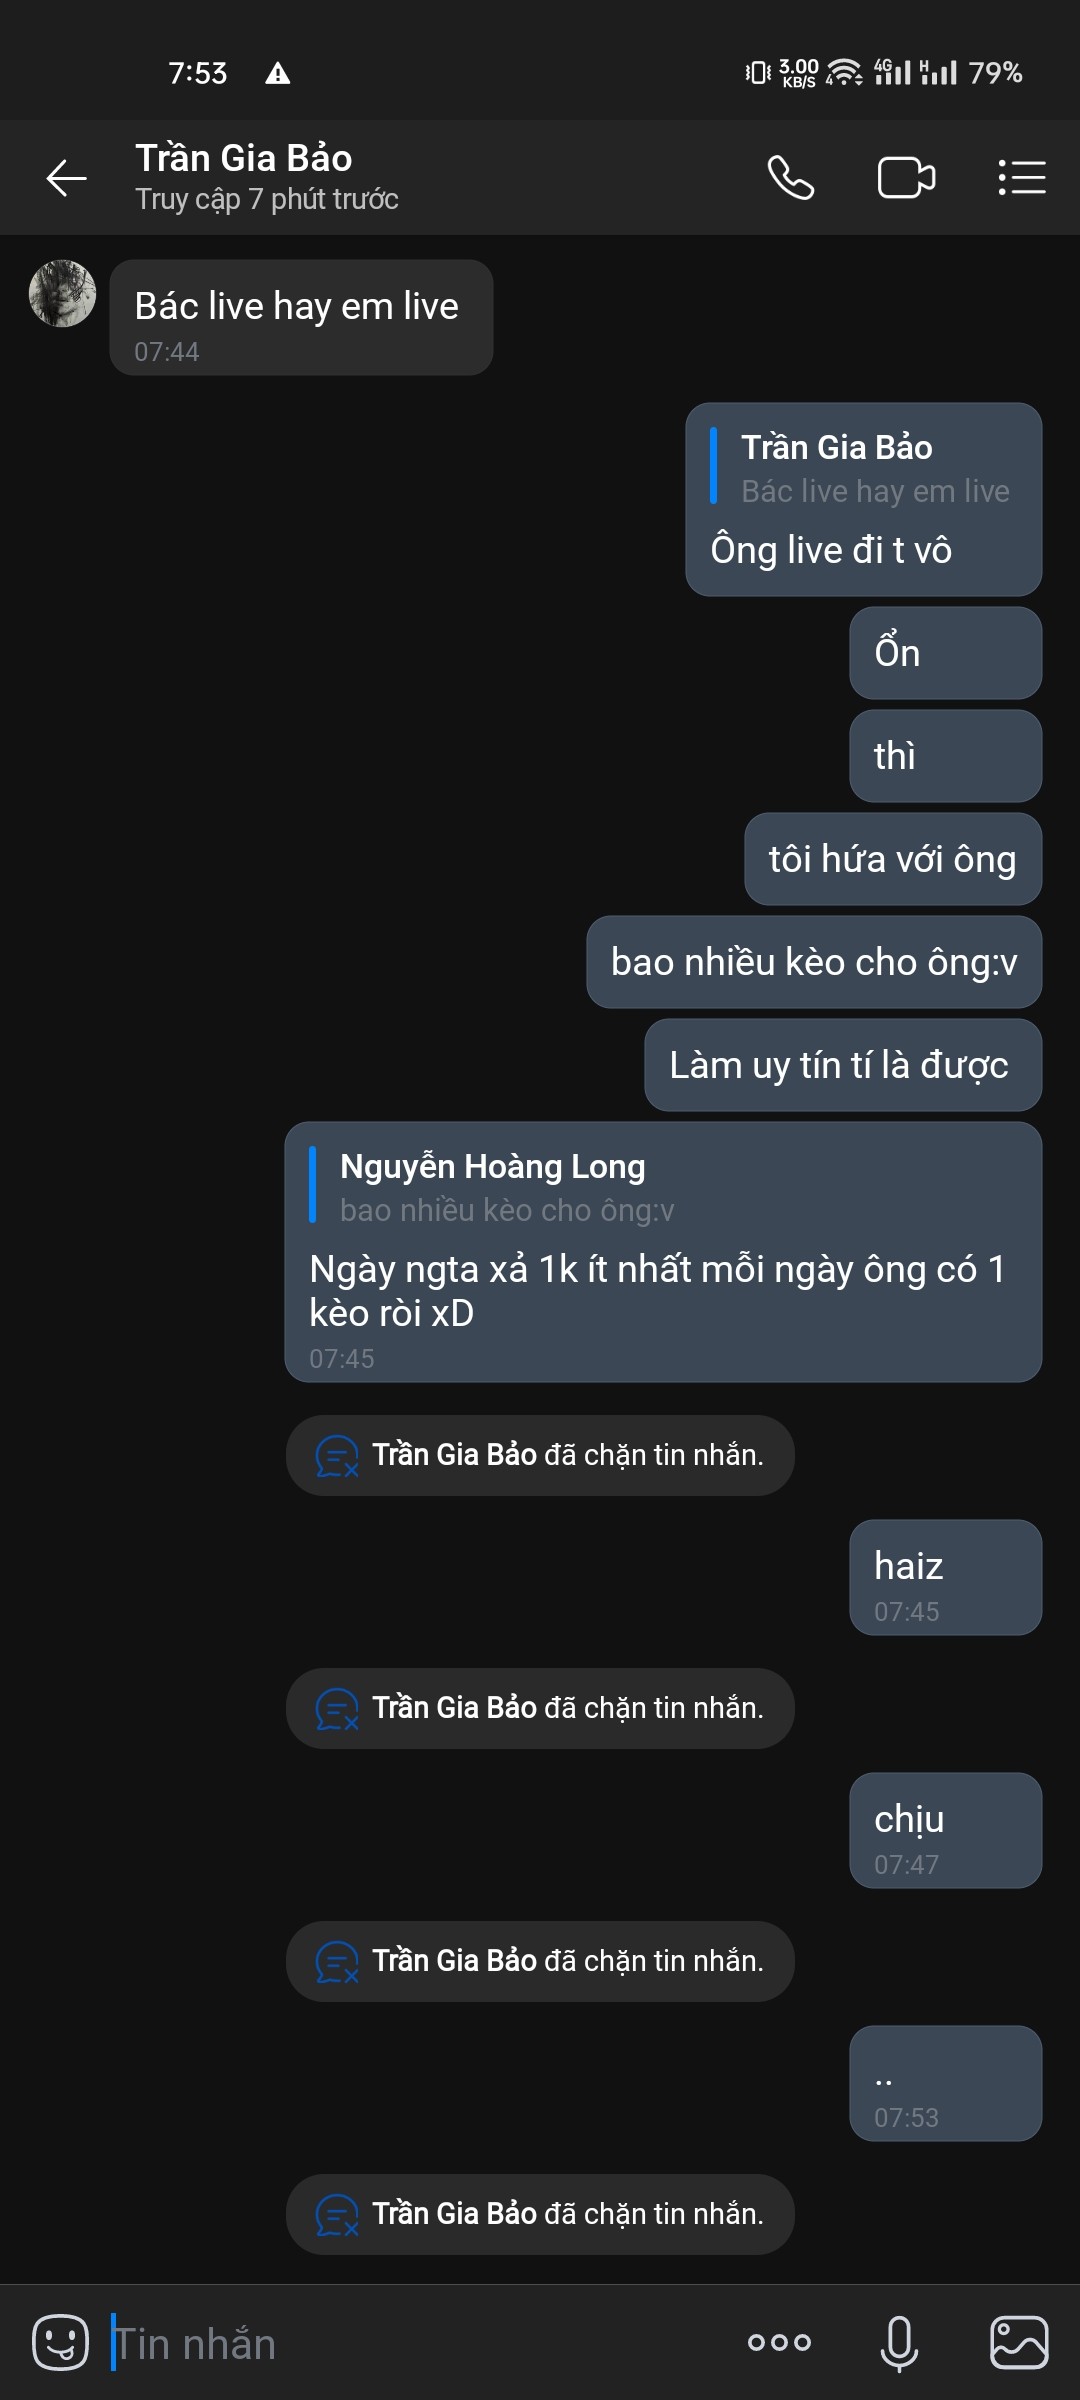 7:53
3.00
KB/S
4
4G
H
79%
Trần Gia Bảo
Truy cập 7 phút trước
Bác live hay em live
07:44
Trần Gia Bảo
Bác live hay em live
Ông live đi t vô
Ổn
thì
tôi hứa với ông
bao nhiều kèo cho ông:v
Làm uy tín tí là được
Nguyễn Hoàng Long
bao nhiều kèo cho ông:v
Ngày ngta xả 1k ít nhất mỗi ngày ông có 1
kèo ròi xD
07:45
Trần Gia Bảo đã chặn tin nhắn.
haiz
07:45
Trần Gia Bảo đã chặn tin nhắn.
chịu
07:47
Trần Gia Bảo đã chặn tin nhắn.
..
07:53
Trần Gia Bảo đã chặn tin nhắn.
Tin nhắn